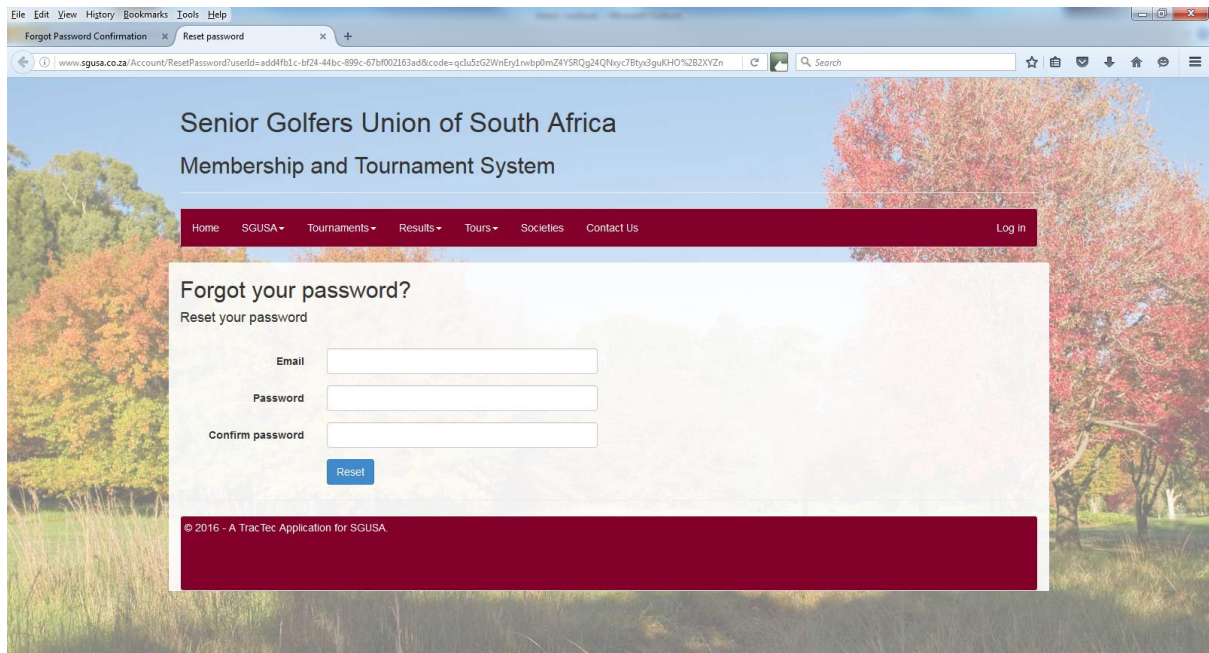 File Edit View History Bookmarks Tools Help
Forgot Password Confirmation × Reset password × +
www.sgusa.co.za/Account/ResetPassword?userId=add4fb1c-bf24-44bc-899c-67bf002163ad&code=qcIu5zG2WnEry1rwbp0mZ4YSRQg24QNxyc7Btyx3guKHO%2B2XYZn Search
Senior Golfers Union of South Africa
Membership and Tournament System
Home SGUSA Tournaments Results Tours Societies Contact Us Log in
Forgot your password?
Reset your password
Email
Password
Confirm password
Reset
© 2016 - A TracTec Application for SGUSA.